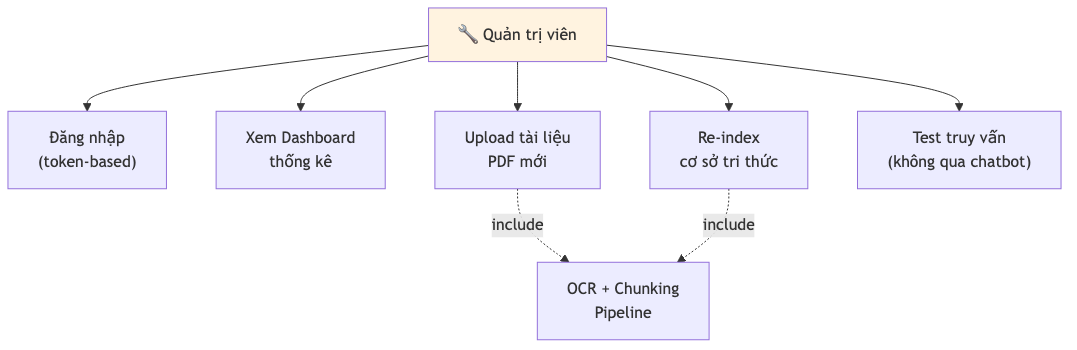 🔧 Quản trị viên
Đăng nhập
(token-based)
Xem Dashboard
thống kê
Upload tài liệu
PDF mới
Re-index
cơ sở tri thức
Test truy vấn
(không qua chatbot)
include
include
OCR + Chunking
Pipeline